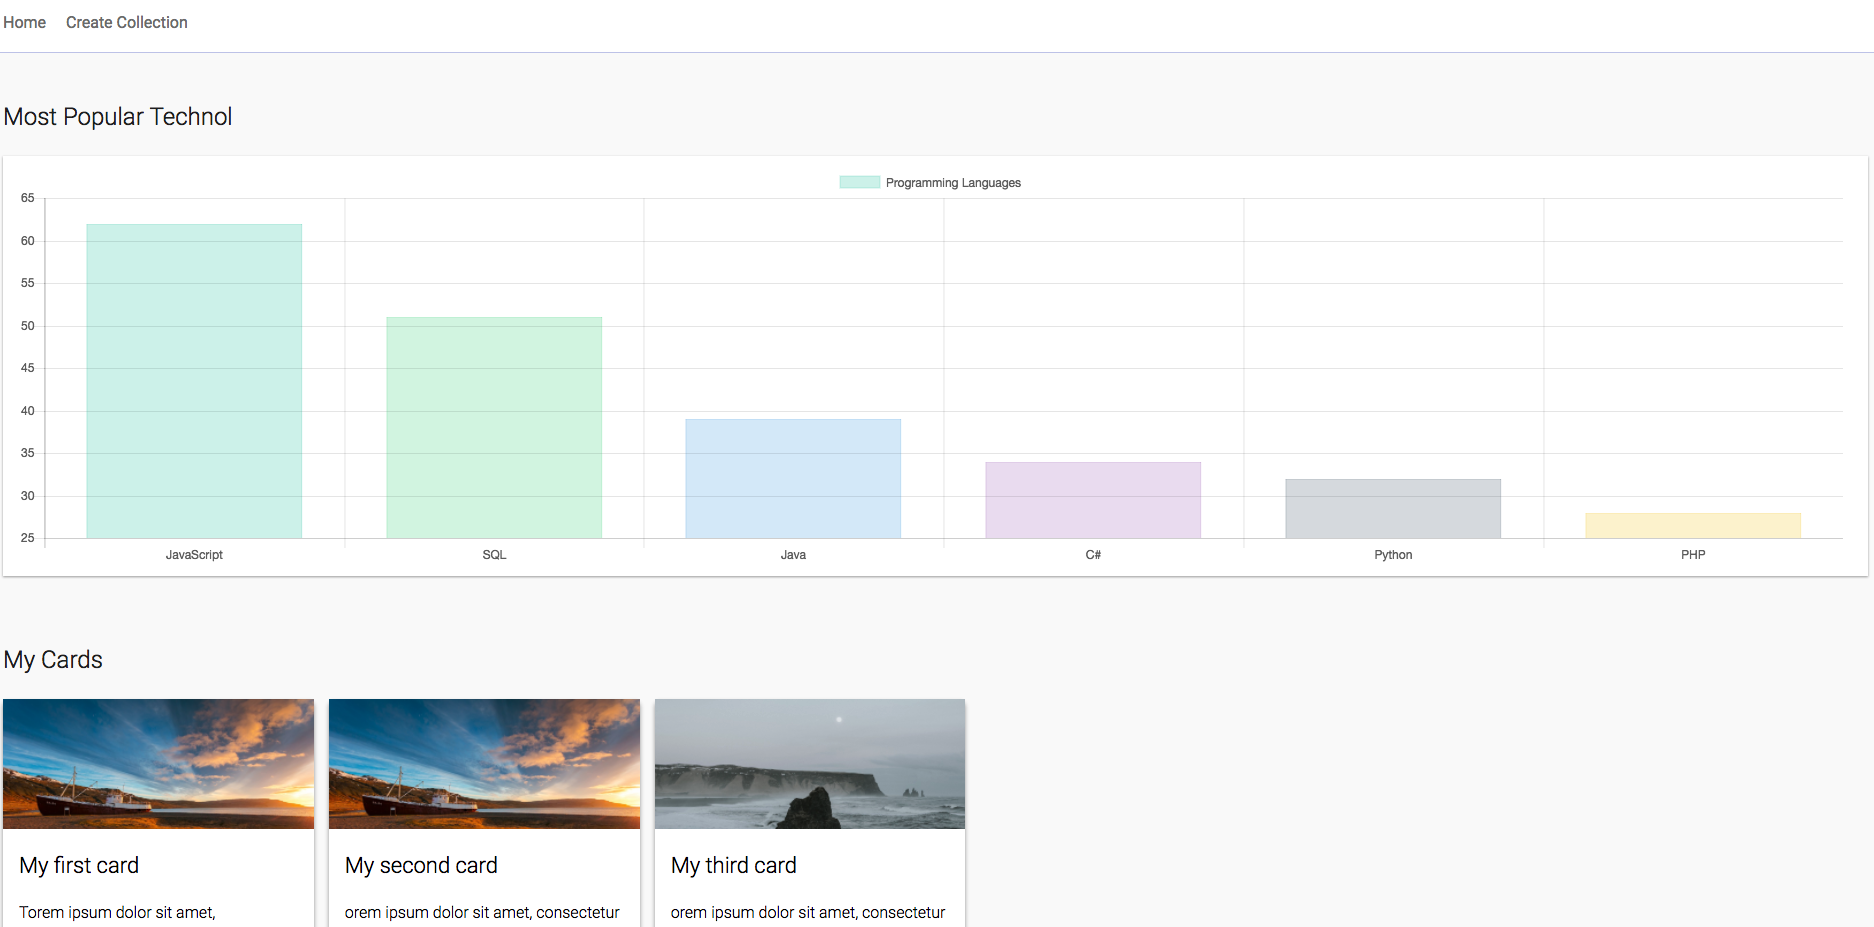 Home Create Collection
Most Popular Technol
Programming Languages
65
60
55
50
45
40
35
30
25
JavaScript SQL Java C# Python PHP
My Cards
My first card My second card My third card
Torem ipsum dolor sit amet, orem ipsum dolor sit amet, consectetur orem ipsum dolor sit amet, consectetur